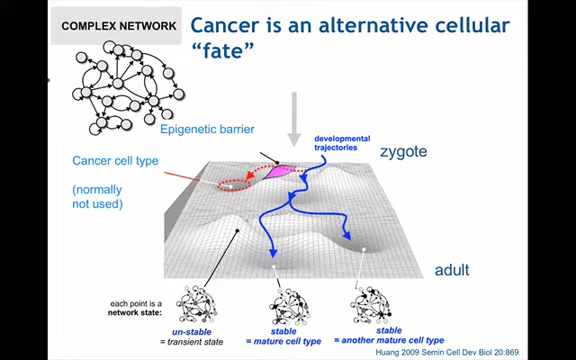 COMPLEX NETWORK
Cancer is an alternative cellular
“fate”
Epigenetic barrier
developmental
trajectories
zygote
Cancer cell type
(normally
not used)
adult
each point is a
network state:
un-stable
= transient state
stable
= mature cell type
stable
= another mature cell type
Huang 2009 Semin Cell Dev Biol 20:869